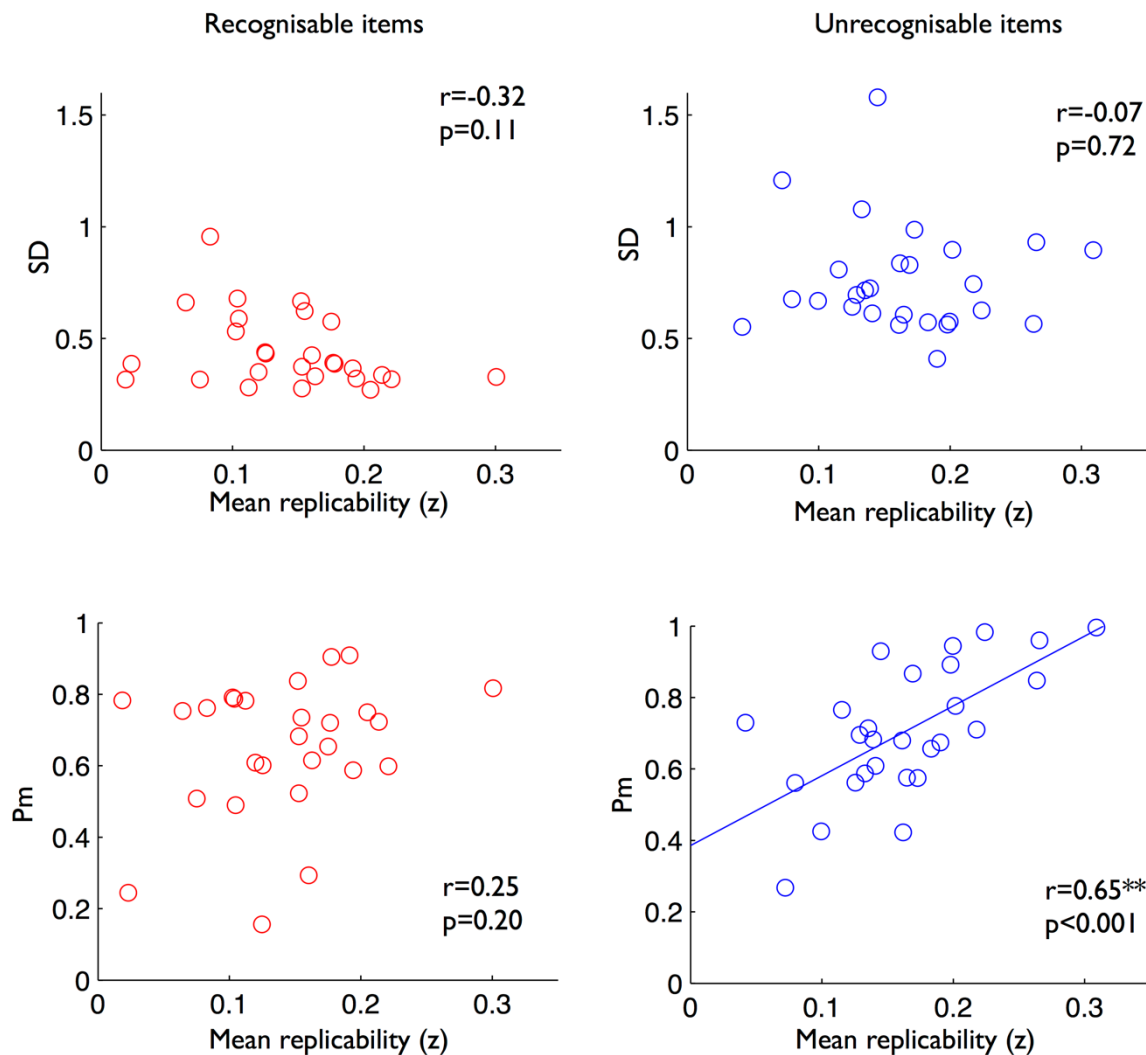 Recognisable items
Unrecognisable items
r=-0.32
p=0.11
1.5
1
0.5
0
SD
0
0.1
0.2
0.3
Mean replicability (z)
r=-0.07
p=0.72
1.5
1
0.5
0
SD
0
0.1
0.2
0.3
Mean replicability (z)
1
0.8
0.6
0.4
0.2
0
Pm
r=0.25
p=0.20
0
0.1
0.2
0.3
Mean replicability (z)
1
0.8
0.6
0.4
0.2
0
Pm
r=0.65**
p<0.001
0
0.1
0.2
0.3
Mean replicability (z)